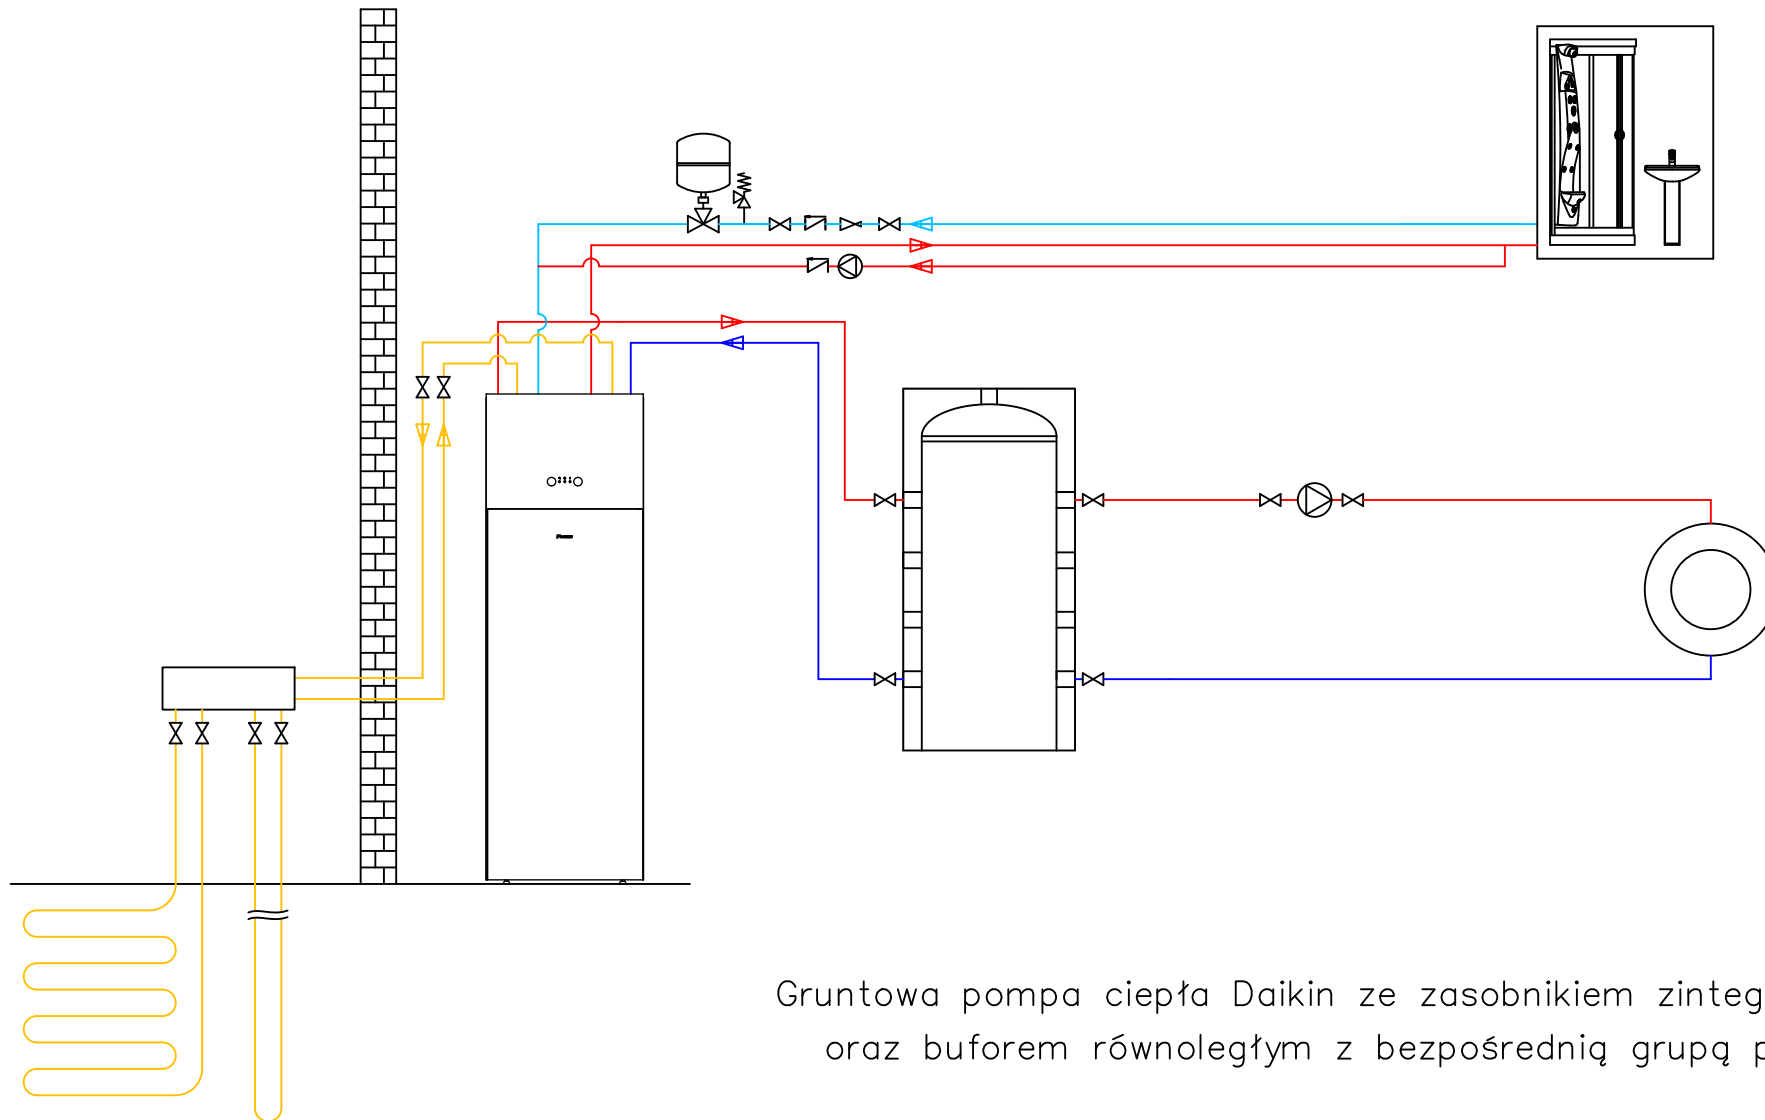 Gruntowa pompa ciepła Daikin ze zasobnikiem zinteg
oraz buforem równoległym z bezpośrednią grupą p